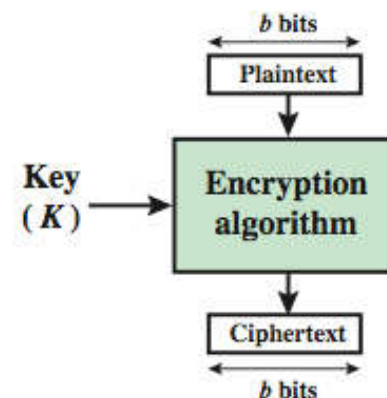 b bits
Plaintext
Key
(K)
Encryption
algorithm
Ciphertext
b bits